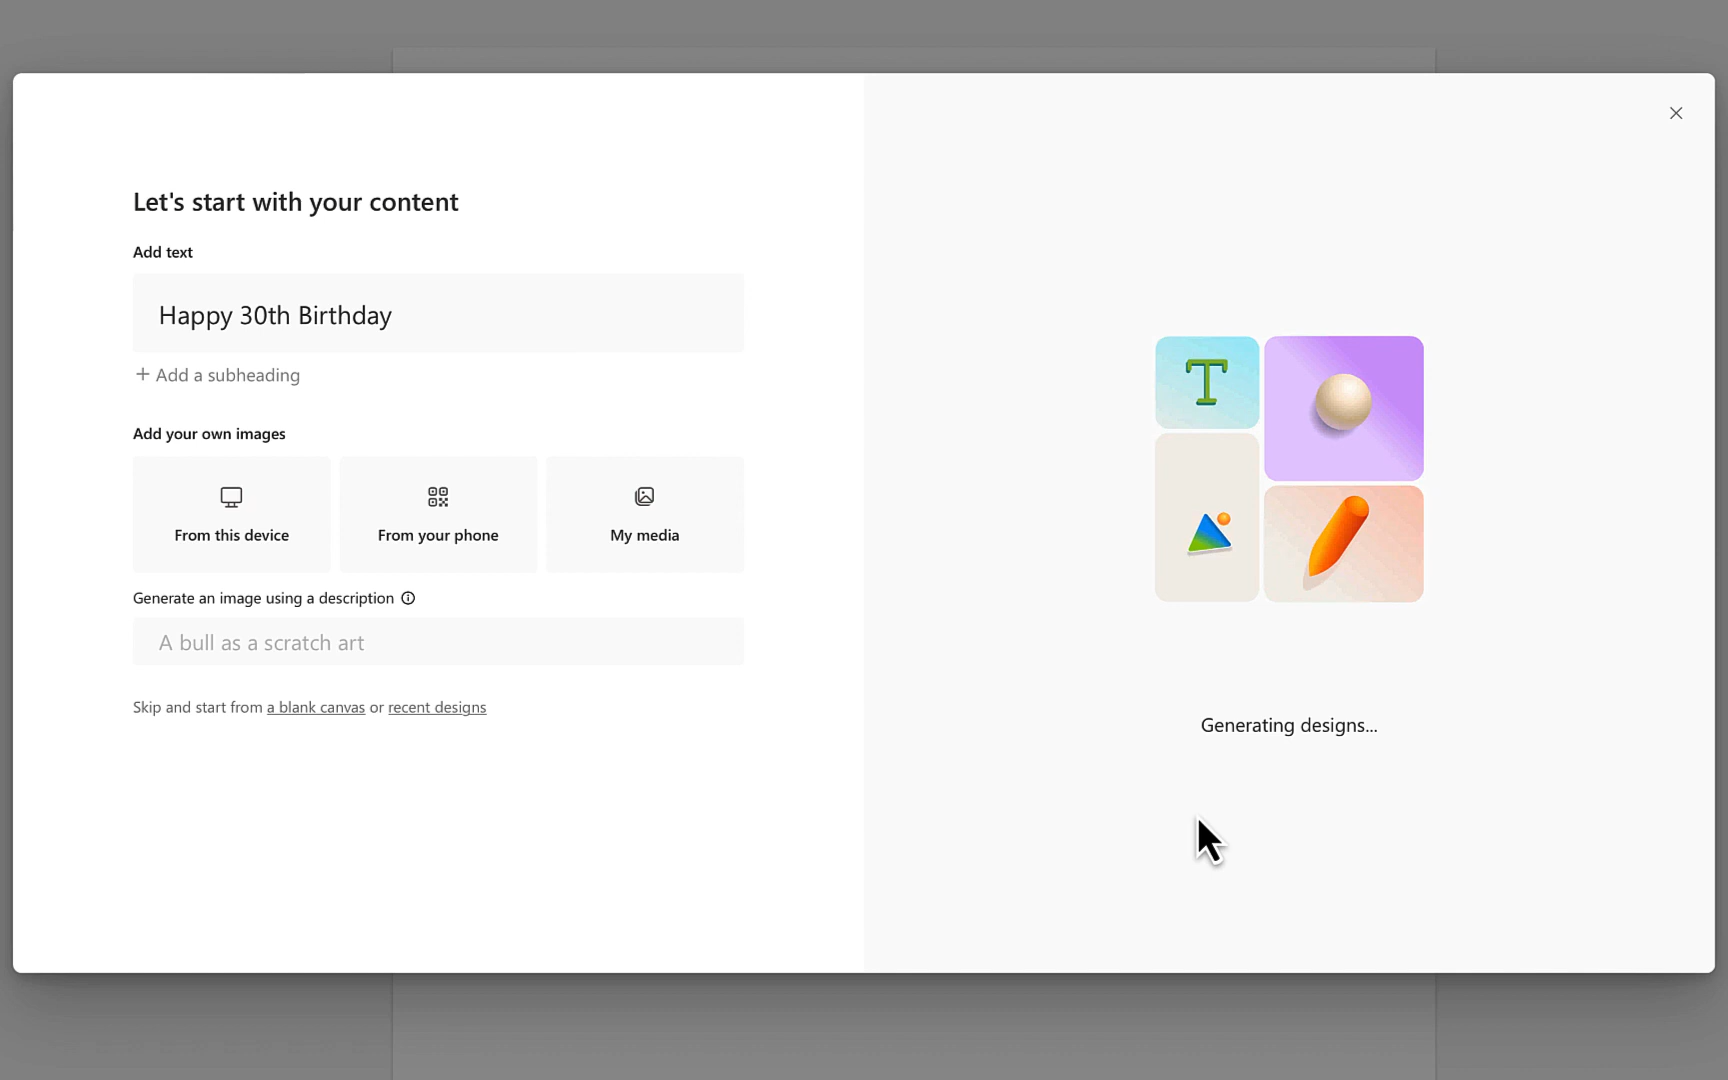 Let's start with your content
Add text
Happy 30th Birthday
+ Add a subheading
Add your own images
From this device
From your phone
My media
Generate an image using a description
A bull as a scratch art
Skip and start from a blank canvas or recent designs
T
Generating designs...